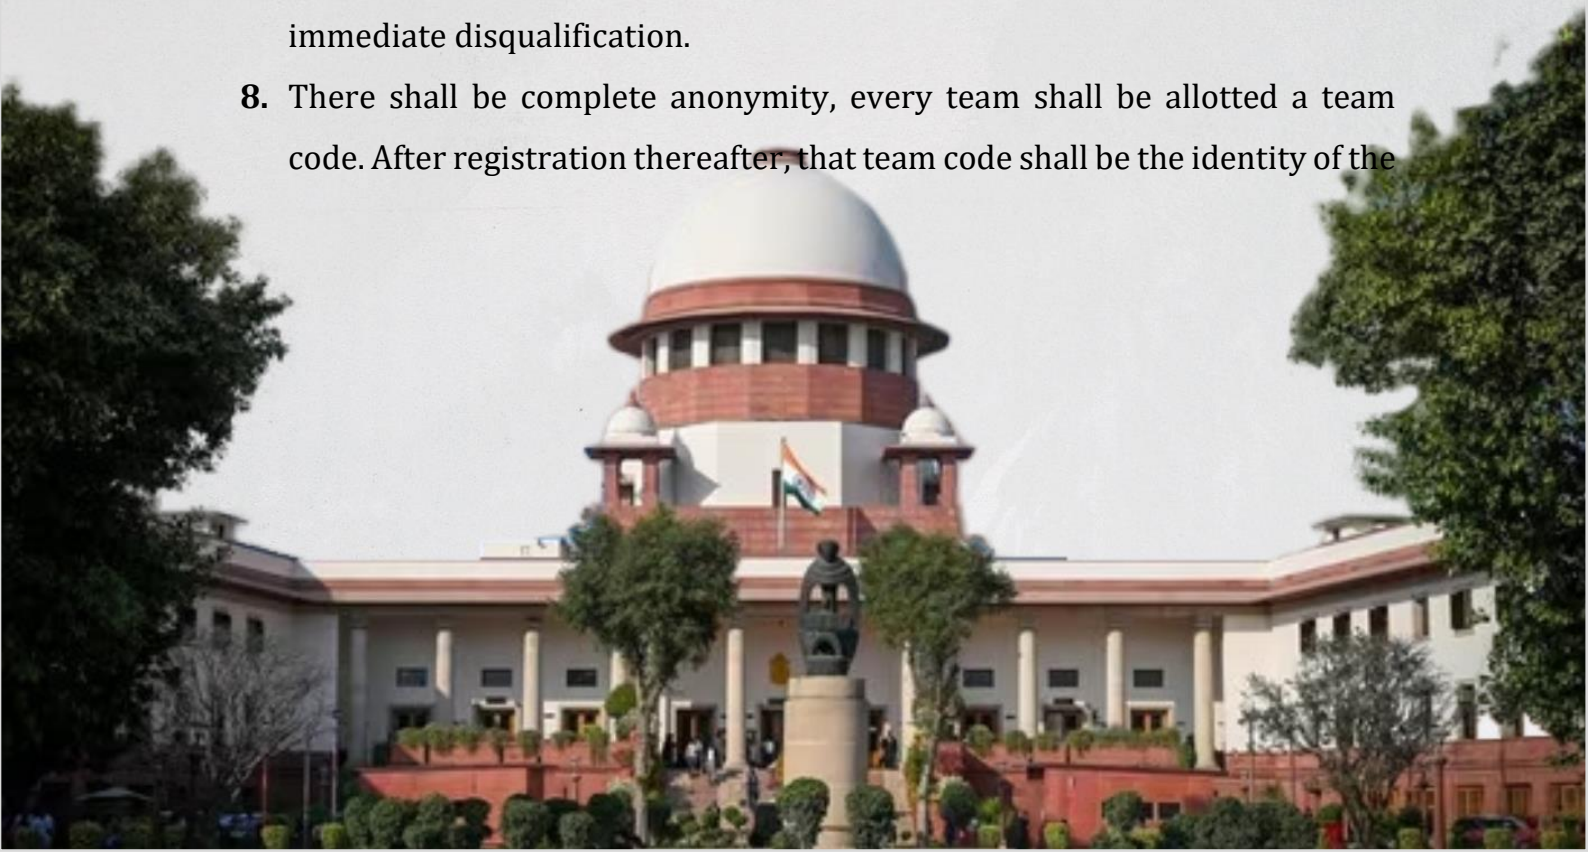 immediate disqualification.
8. There shall be complete anonymity, every team shall be allotted a team
code. After registration thereafter, that team code shall be the identity of the